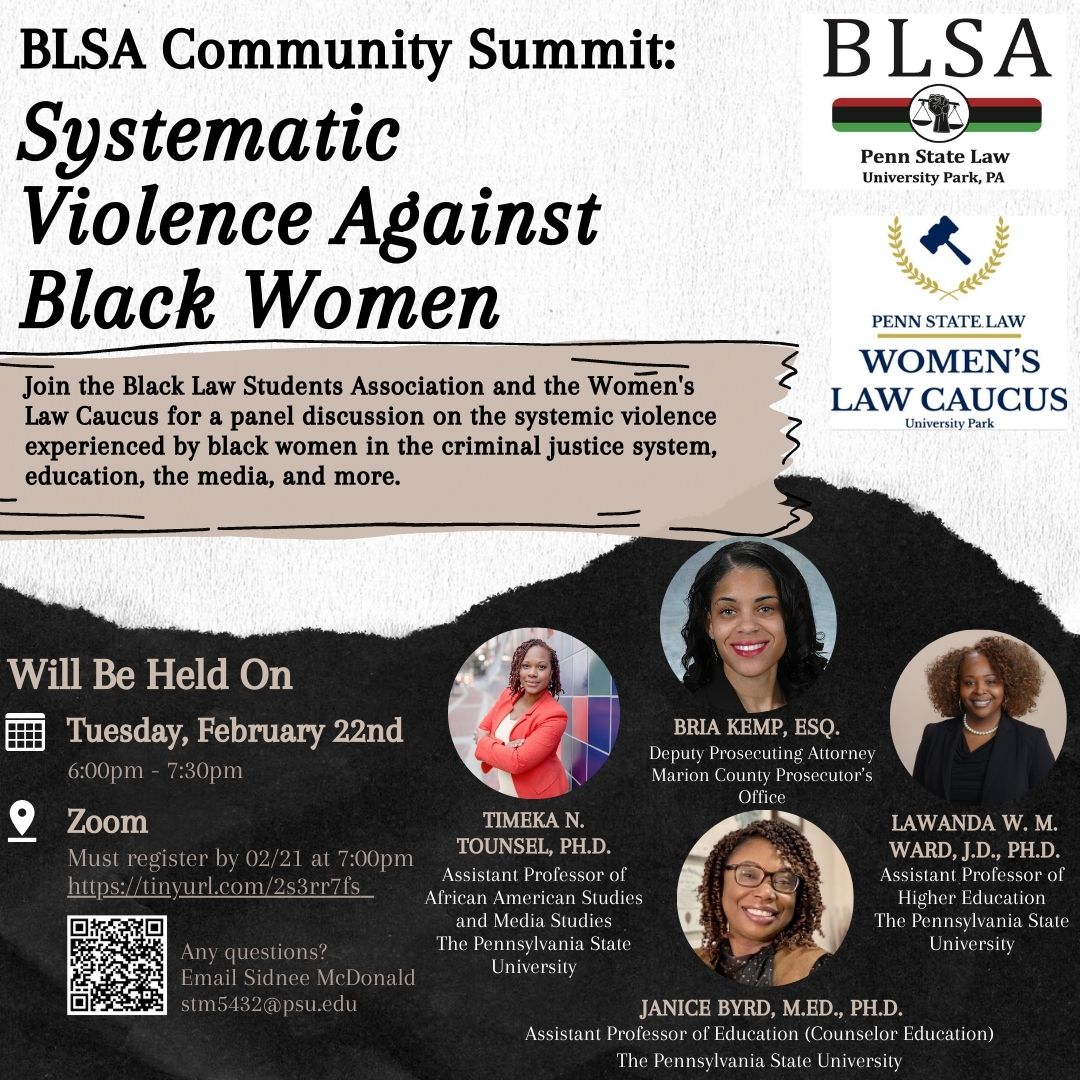 BLSA Community Summit:
Systematic
Violence Against
Black Women
BLSA
Penn State Law
University Park, PA
PENN STATE LAW
WOMEN'S
LAW CAUCUS
University Park
Join the Black Law Students Association and the Women's
Law Caucus for a panel discussion on the systemic violence
experienced by black women in the criminal justice system,
education, the media, and more.
Will Be Held On
Tuesday, February 22nd
6:00pm - 7:30pm
Zoom
Must register by 02/21 at 7:00pm
https://tinyurl.com/2s3rr7fs
Any questions?
Email Sidnee McDonald
stm5432@psu.edu
TIMEKA N.
TOUNSEL, PH.D.
Assistant Professor of
African American Studies
and Media Studies
The Pennsylvania State
University
BRIA KEMP, ESQ.
Deputy Prosecuting Attorney
Marion County Prosecutor's
Office
LAWANDA W. M.
WARD, J.D., PH.D.
Assistant Professor of
Higher Education
The Pennsylvania State
University
JANICE BYRD, M.ED., PH.D.
Assistant Professor of Education (Counselor Education)
The Pennsylvania State University